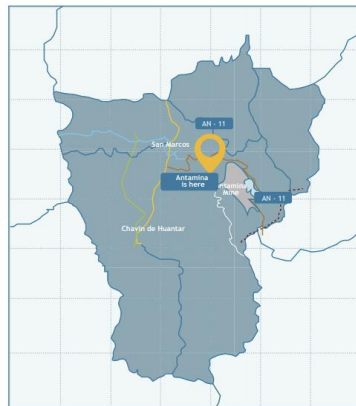 AN - 11
San Marcos
Antamina
is here
Antamina
Mine
AN - 11
Chavín de Huantar